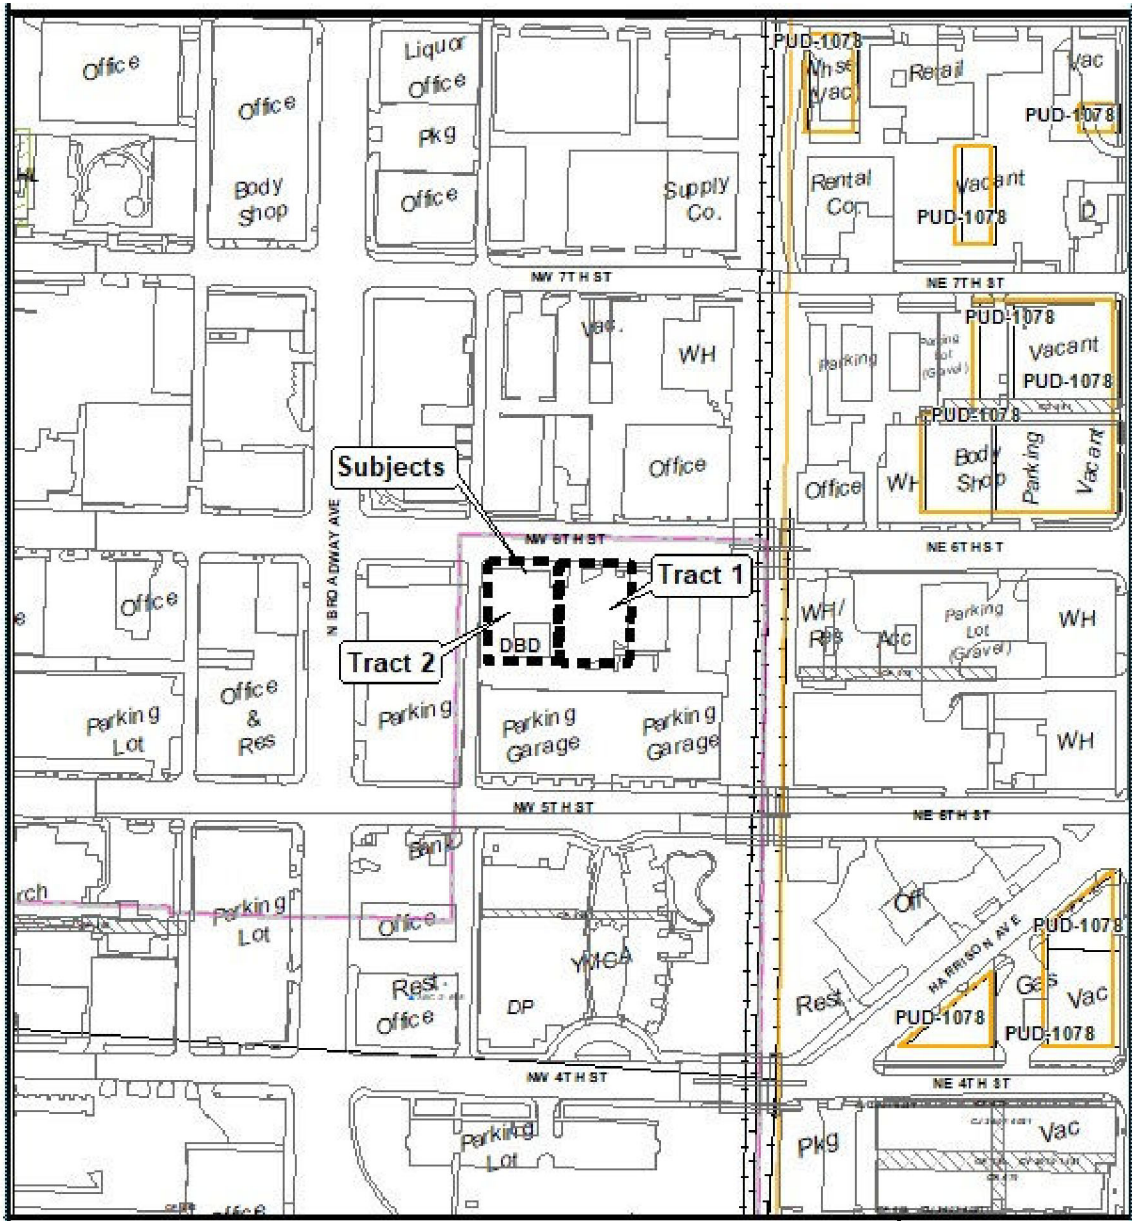 PUD-1078
Office
Liquor
Office
Whse
(Vac)
Retail
Vac
Office
PUD-1078
Pkg
HL
Body
Shop
Office
Supply
Co.
Rental
Co.
Vacant
PUD-1078
D
NW 7TH ST
NE 7TH ST
PUD-1078
Vac.
WH
Parking
Parking
Lot
(Gravel)
Vacant
PUD-1078
PUD-1078
Subjects
Office
Office
WH
Body
Shop
Parking
Vacant
N BROADWAY AVE
NW 6TH ST
NE 6TH ST
Tract 1
Office
WH/
Res
Acc
Parking
Lot
(Gravel)
WH
DBD
Tract 2
Office
&
Res
Parking
Lot
Parking
Parking
Garage
Parking
Garage
WH
NW 5TH ST
NE 5TH ST
Bank
rch
Parking
Lot
Office
Off
HARRISON AVE
PUD-1078
YMCA
Rest.
Office
DP
Rest.
Gas
Vac
PUD-1078
PUD-1078
NW 4TH ST
NE 4TH ST
Parking
Lot
Pkg
Vac
office